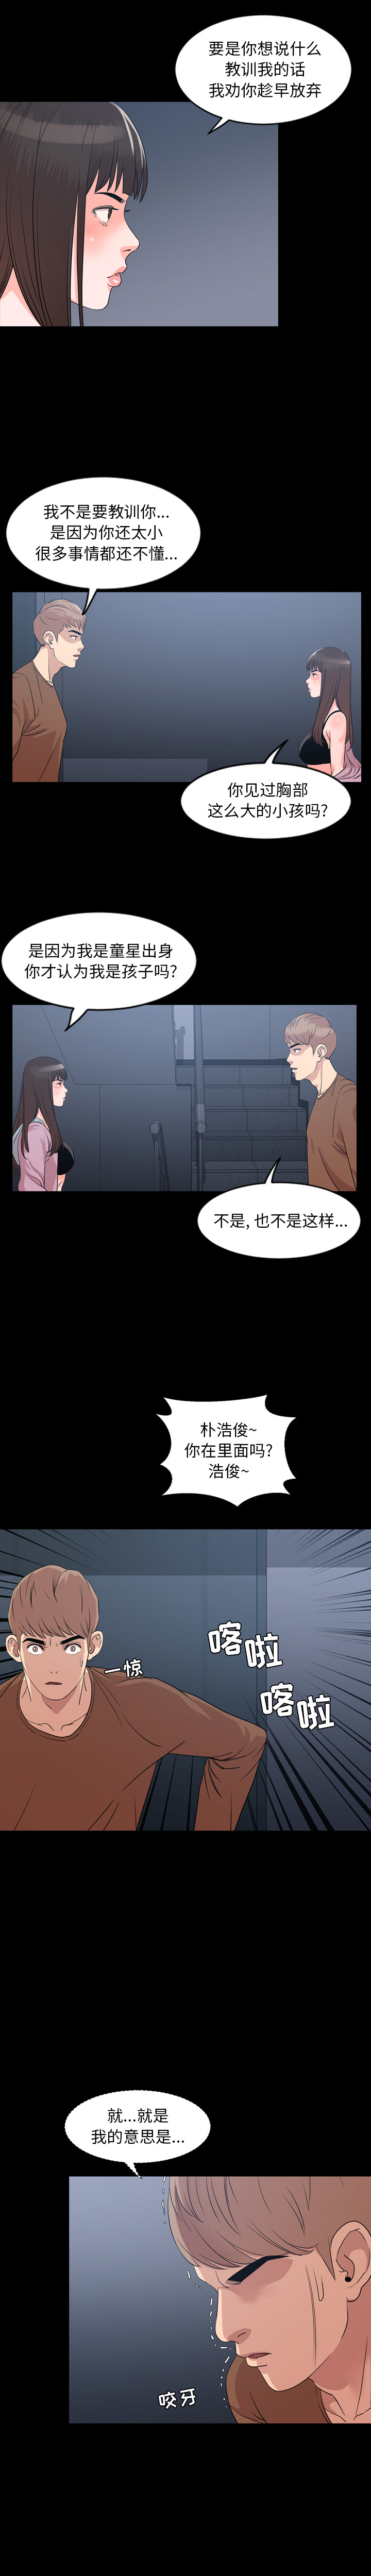 要是你想说什么
教训我的话
我劝你趁早放弃
我不是要教训你...
是因为你还太小
很多事情都还不懂...
你见过胸部
这么大的小孩吗?
是因为我是童星出身
你才认为我是孩子吗?
不是, 也不是这样...
朴浩俊~
你在里面吗?
浩俊~
一惊
喀啦
喀啦
就...就是
我的意思是...
咬牙